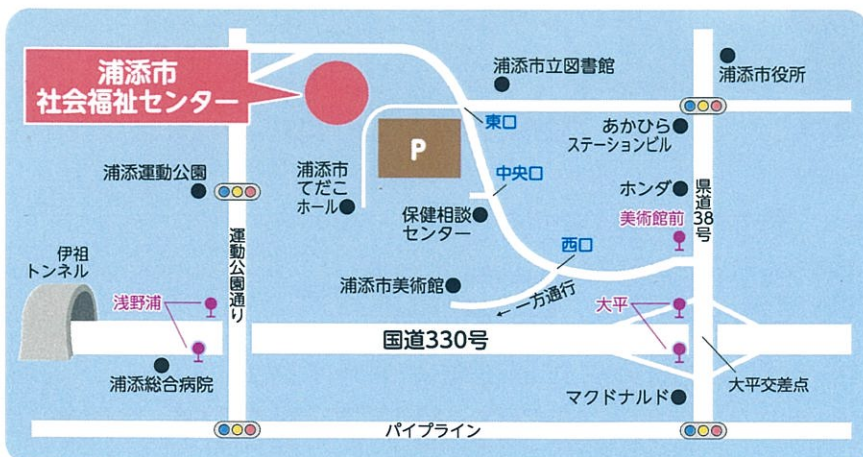 浦添市
社会福祉センター
浦添市立図書館
浦添市役所
東口
あかひら
ステーションビル
P
浦添運動公園
浦添市
てだこ
ホール
中央口
ホンダ
県道38号
保健相談
センター
美術館前
運動公園通り
伊祖
トンネル
西口
浦添市美術館
一方通行
浅野浦
大平
国道330号
浦添総合病院
マクドナルド
大平交差点
パイプライン